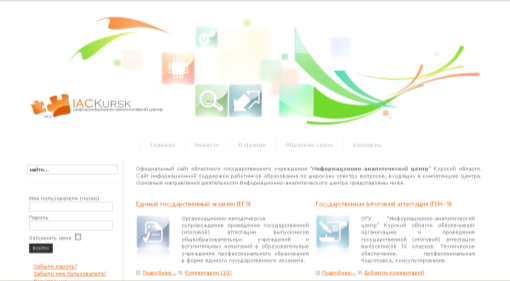 IACKURSK
Информационно-аналитический центр
ОГУ
Главная Новости О Центре Обратная связь Контакты
найти...
Имя пользователя (логин)
Пароль
Запомнить меня
ВОЙТИ
Забыли пароль?
Забыли имя пользователя?
Официальный сайт областного государственного учреждения "Информационно-аналитический центр" Курской области.
Сайт информационной поддержки работников образования по широкому спектру вопросов, входящих в компетенцию Центра.
Основные направления деятельности Информационно-аналитического центра представлены ниже.
Единый государственный экзамен (ЕГЭ)
Организационно-методическое
сопровождение проведения государственной
(итоговой) аттестации выпускников
общеобразовательных учреждений и
вступительных испытаний в образовательные
учреждения профессионального образования
в форме единого государственного экзамена.
Подробнее... Комментарии (10)
Государственная (итоговая) аттестация (ГИА-9)
ОГУ "Информационно-аналитический
центр" Курской области обеспечивает
организацию и проведение
государственной (итоговой) аттестации
выпускников IX классов. Техническое
обеспечение, профессиональная
подготовка, консультирование.
Подробнее... Добавить комментарий